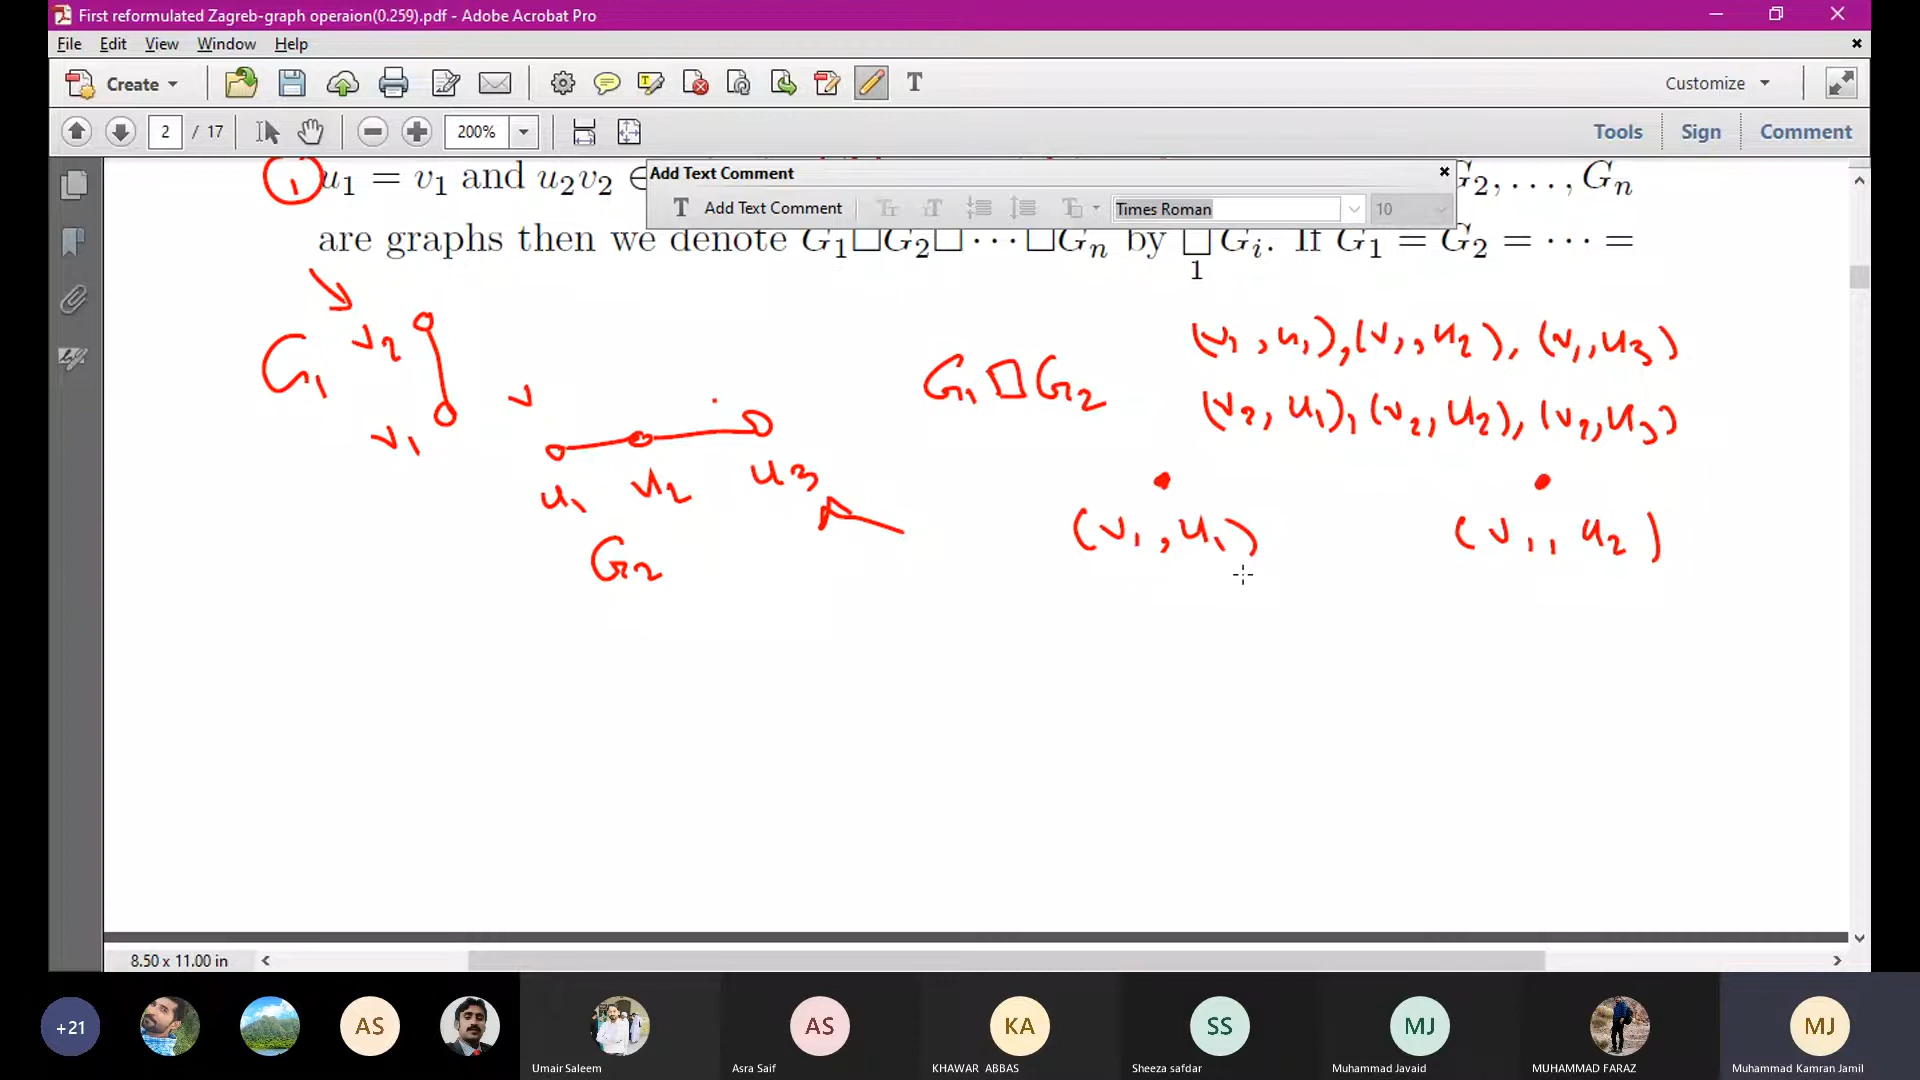 First reformulated Zagreb-graph operaion(0.259).pdf - Adobe Acrobat Pro
File Edit View Window Help
Create Customize
2 / 17 200% Tools Sign Comment
Add Text Comment
Add Text Comment Times Roman 10
1 u₁ = v₁ and u₂v₂ ∈ G₂, . . . , Gₙ
are graphs then we denote G₁□G₂□ · · · □Gₙ by □ Gᵢ. If G₁ = G₂ = · · · =
1
G₁ v₂
v₁
v
u₁ u₂ u₃
G₂
G₁□G₂
(v₁,u₁),(v₁,u₂),(v₁,u₃)
(v₂,u₁),(v₂,u₂),(v₂,u₃)
(v₁,u₁) (v₁,u₂)
8.50 x 11.00 in
+21 AS AS KA SS MJ MJ
Umair Saleem Asra Saif KHAWAR ABBAS Sheeza safdar Muhammad Javaid MUHAMMAD FARAZ Muhammad Kamran Jamil